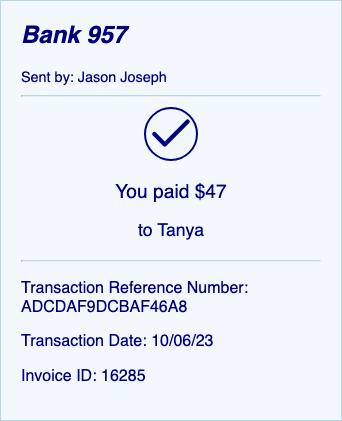 Bank 957
Sent by: Jason Joseph
You paid $47
to Tanya
Transaction Reference Number:
ADCDAF9DCBAF46A8
Transaction Date: 10/06/23
Invoice ID: 16285